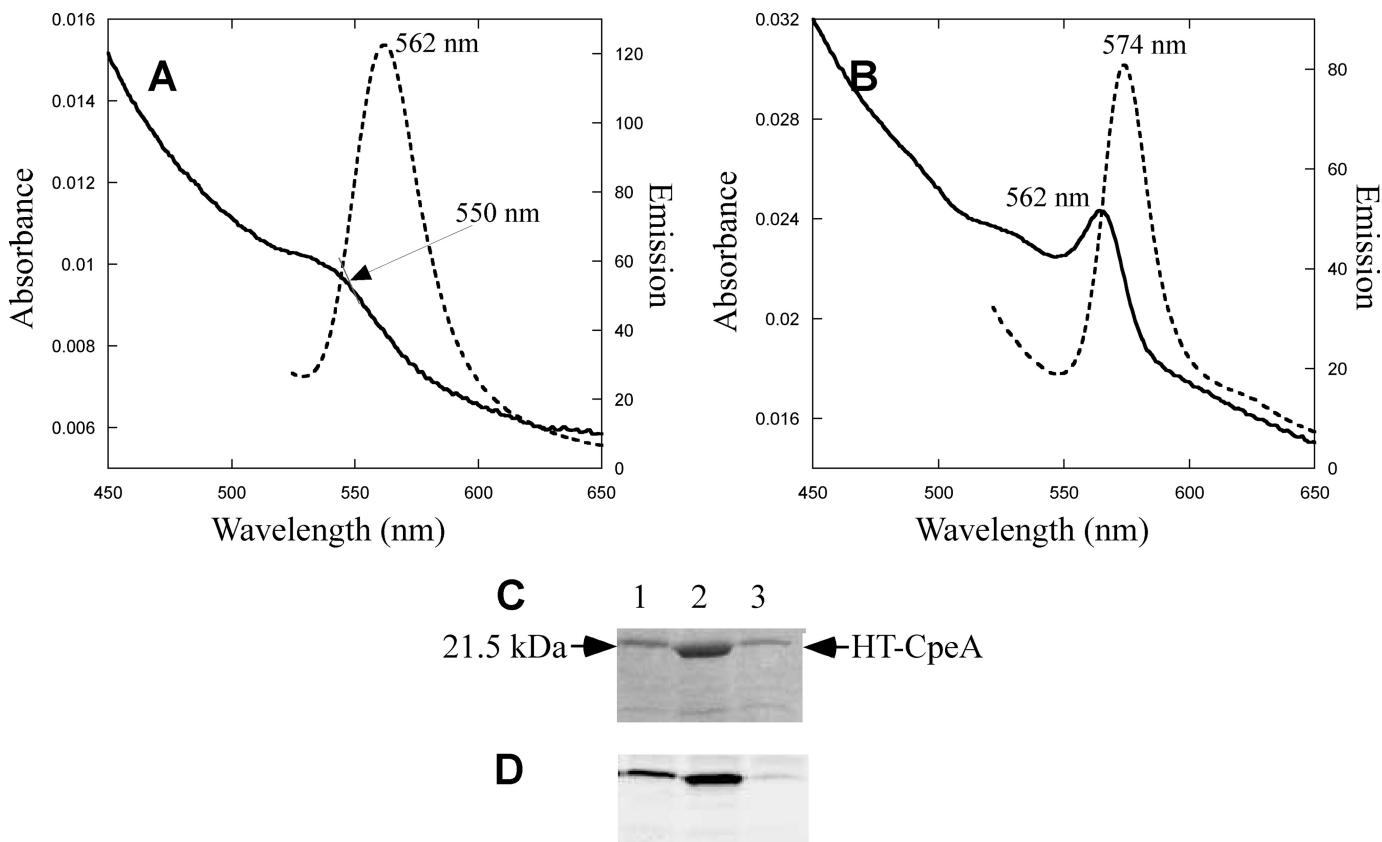 A
0.016
0.014
0.012
0.01
0.008
0.006
Absorbance
562 nm
550 nm
120
100
80
60
40
20
0
Emission
450 500 550 600 650
Wavelength (nm)
B
0.032
0.028
0.024
0.02
0.016
Absorbance
574 nm
562 nm
80
60
40
20
0
Emission
450 500 550 600 650
Wavelength (nm)
C
1 2 3
21.5 kDa
HT-CpeA
D